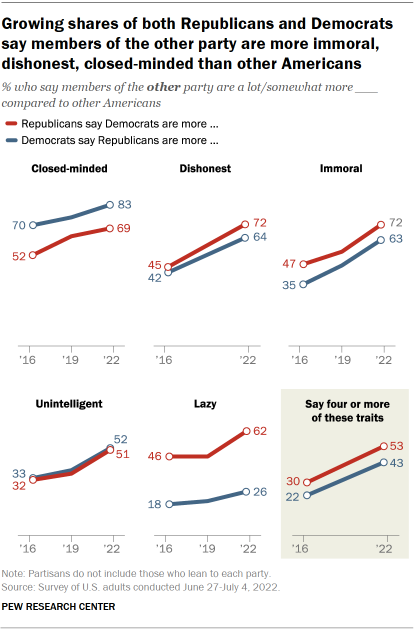 Growing shares of both Republicans and Democrats
say members of the other party are more immoral,
dishonest, closed-minded than other Americans
% who say members of the other party are a lot/somewhat more ___
compared to other Americans
Republicans say Democrats are more ...
Democrats say Republicans are more ...
Closed-minded
70
83
52
69
'16 '19 '22
Dishonest
45
42
72
64
'16 '19 '22
Immoral
47
35
72
63
'16 '19 '22
Unintelligent
33
32
52
51
'16 '19 '22
Lazy
46
62
18
26
'16 '19 '22
Say four or more
of these traits
30
22
53
43
'16 '22
Note: Partisans do not include those who lean to each party.
Source: Survey of U.S. adults conducted June 27-July 4, 2022.
PEW RESEARCH CENTER